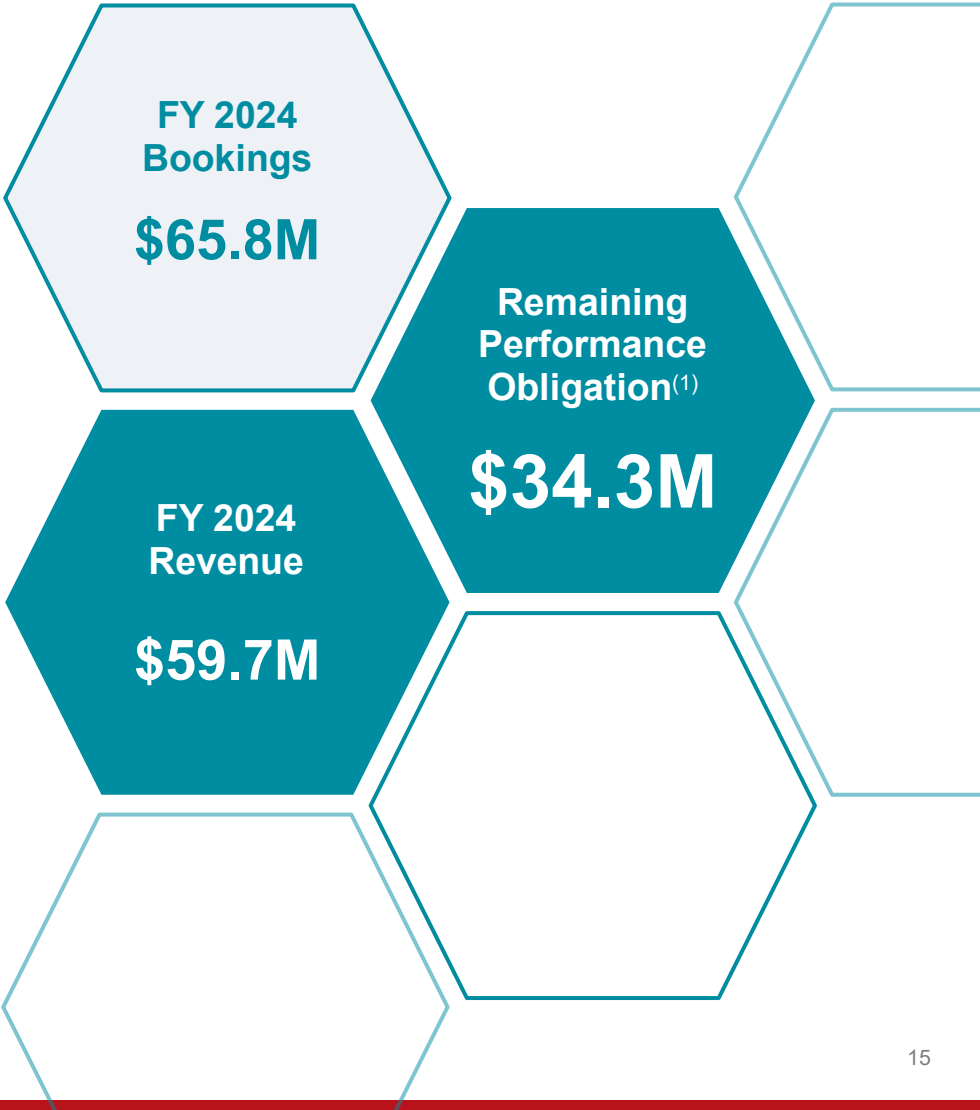 FY 2024
Bookings
$65.8M
Remaining
Performance
Obligation(1)
$34.3M
FY 2024
Revenue
$59.7M
15